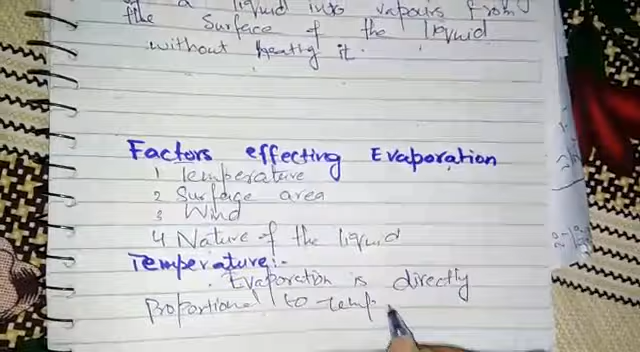 a liquid into vapours from
the Surface of the liquid
without heating it.
Factors effecting Evaporation
1 Temperature
2 Surface area
3 Wind
4 Nature of the liquid
Temperature:-
Evaporation is directly
Proportional to temp